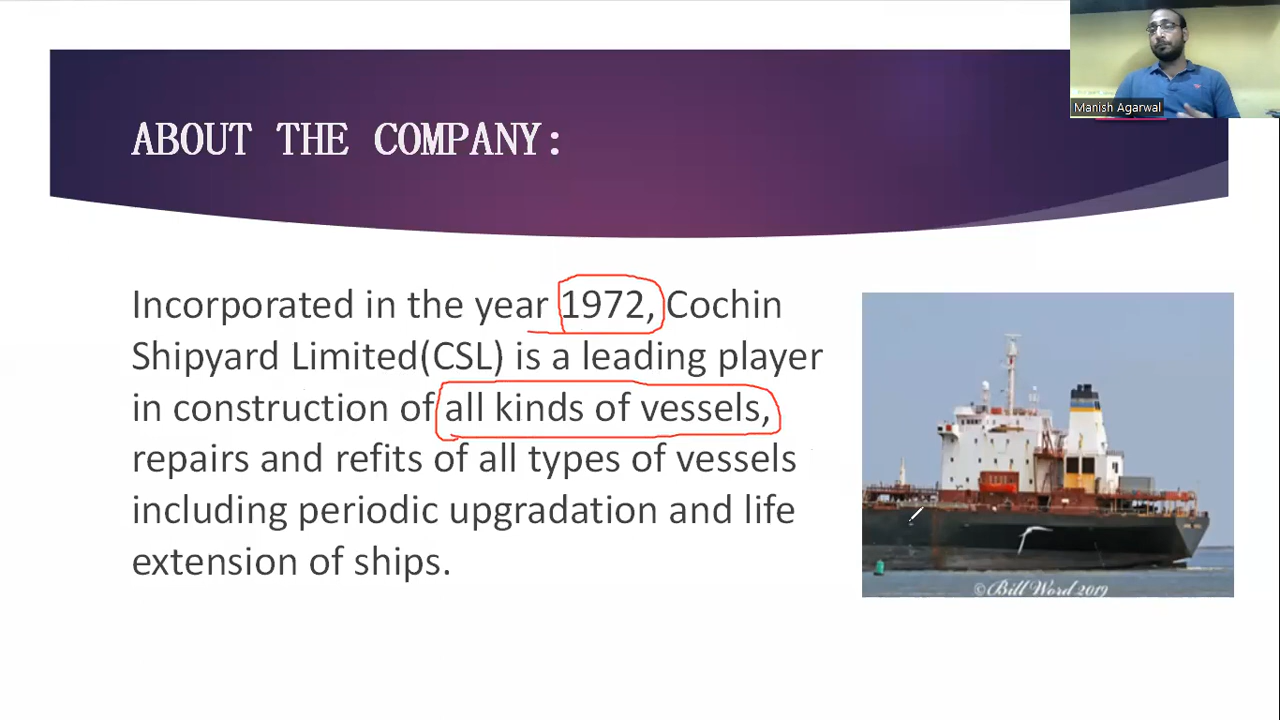 Manish Agarwal
ABOUT THE COMPANY:
Incorporated in the year 1972, Cochin
Shipyard Limited(CSL) is a leading player
in construction of all kinds of vessels,
repairs and refits of all types of vessels
including periodic upgradation and life
extension of ships.
©Bill Word 2019